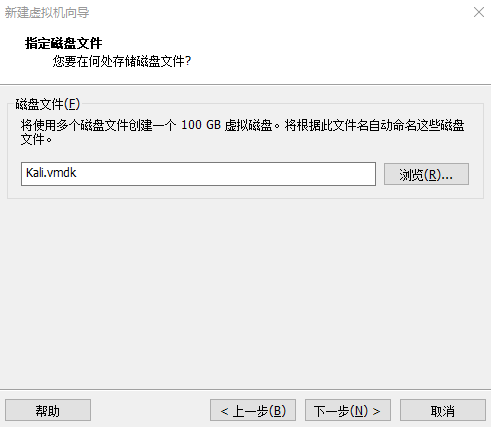 新建虚拟机向导
指定磁盘文件
您要在何处存储磁盘文件?
磁盘文件(F)
将使用多个磁盘文件创建一个 100 GB 虚拟磁盘。将根据此文件名自动命名这些磁盘
文件。
Kali.vmdk
浏览(R)...
帮助
< 上一步(B)
下一步(N) >
取消